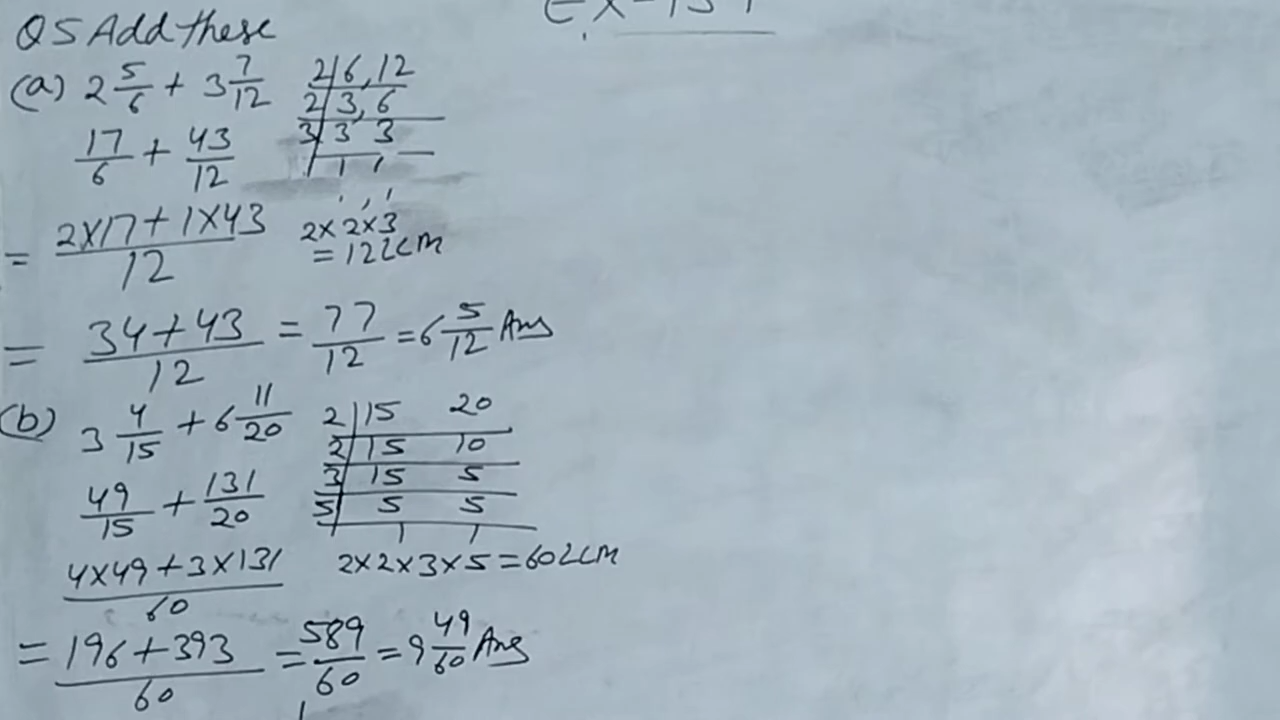 Ex-15A
Q5 Add these
(a) 2 5/6 + 3 7/12
2 | 6, 12
2 | 3, 6
3 | 3 3
1, 1
17/6 + 43/12
= 2×17 + 1×43 / 12
2×2×3
= 12 LCM
= 34+43 / 12 = 77/12 = 6 5/12 Ans
(b) 3 4/15 + 6 11/20
2 | 15 20
2 | 15 10
3 | 15 5
5 | 5 5
1 1
49/15 + 131/20
4×49 + 3×131 / 60
2×2×3×5 = 60 LCM
= 196+393 / 60 = 589/60 = 9 49/60 Ans